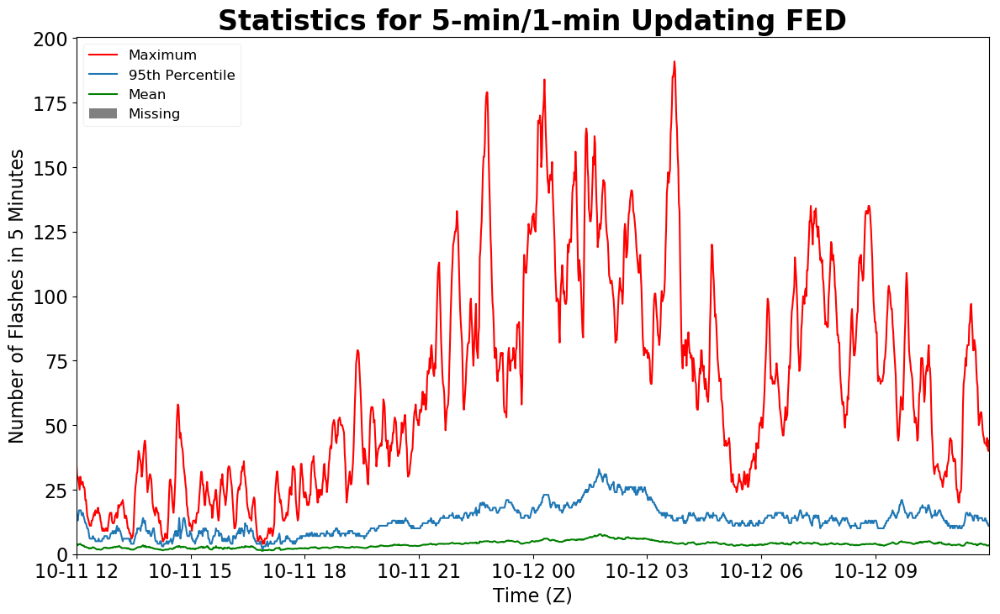 Statistics for 5-min/1-min Updating FED
Maximum
95th Percentile
Mean
Missing
Number of Flashes in 5 Minutes
200
175
150
125
100
75
50
25
0
10-11 12 10-11 15 10-11 18 10-11 21 10-12 00 10-12 03 10-12 06 10-12 09
Time (Z)